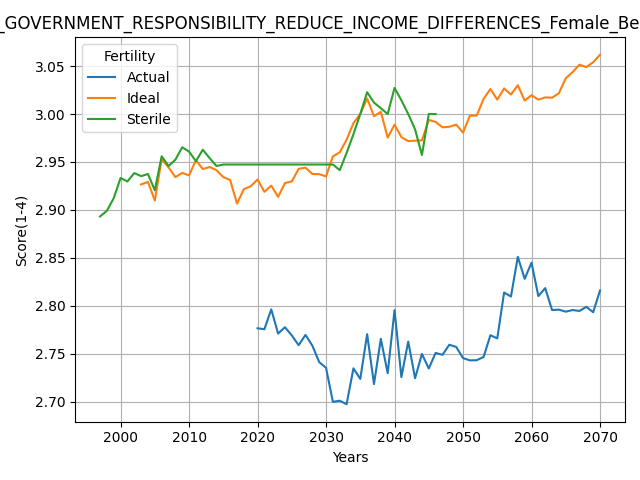 _GOVERNMENT_RESPONSIBILITY_REDUCE_INCOME_DIFFERENCES_Female_Be
Fertility
Actual
Ideal
Sterile
3.05
3.00
2.95
2.90
2.85
2.80
2.75
2.70
Score(1-4)
2000 2010 2020 2030 2040 2050 2060 2070
Years